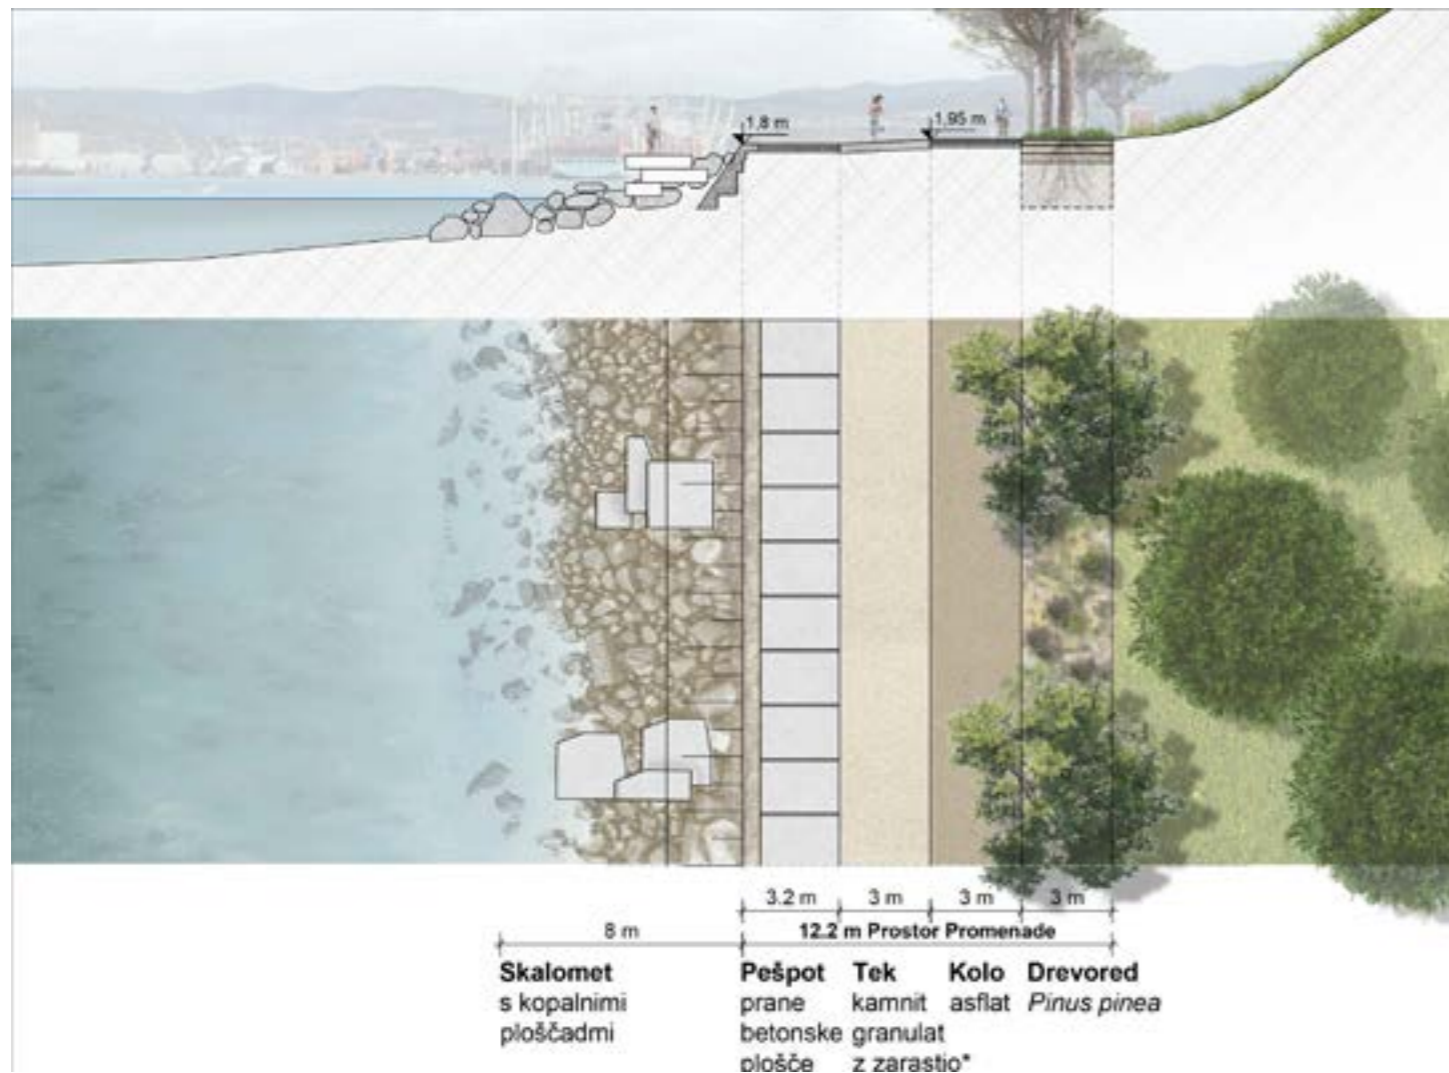 1,8 m
1,95 m
3.2 m 3 m 3 m 3 m
8 m 12.2 m Prostor Promenade
Skalomet Pešpot Tek Kolo Drevored
s kopalnimi prane kamnit asflat Pinus pinea
ploščadmi betonske granulat
plošče z zarastjo*